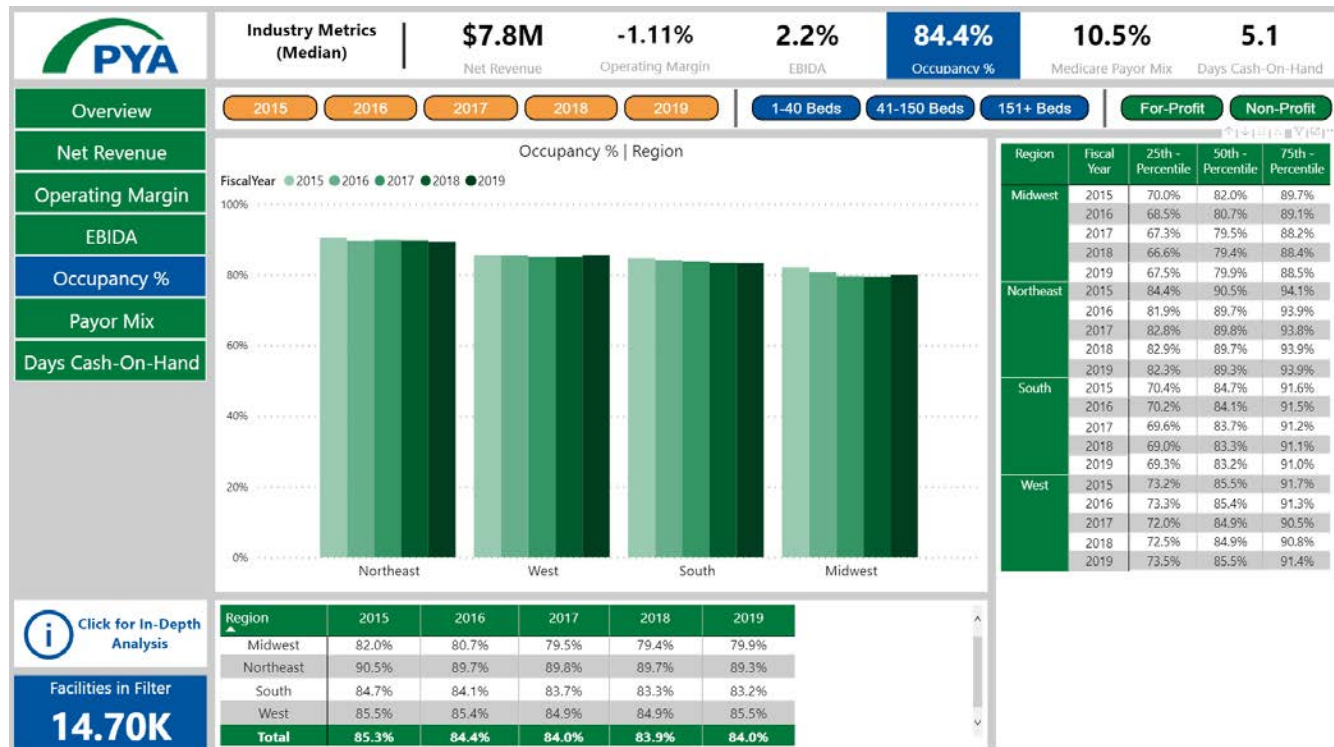 PYA
Industry Metrics
(Median)
$7.8M
Net Revenue
-1.11%
Operating Margin
2.2%
EBIDA
84.4%
Occupancy %
10.5%
Medicare Payor Mix
5.1
Days Cash-On-Hand
Overview
Net Revenue
Operating Margin
EBIDA
Occupancy %
Payor Mix
Days Cash-On-Hand
2015 2016 2017 2018 2019
1-40 Beds 41-150 Beds 151+ Beds
For-Profit Non-Profit
Occupancy % | Region
FiscalYear 2015 2016 2017 2018 2019
100%
80%
60%
40%
20%
0%
Northeast West South Midwest
Region Fiscal Year 25th - Percentile 50th - Percentile 75th - Percentile
Midwest 2015 70.0% 82.0% 89.7%
2016 68.5% 80.7% 89.1%
2017 67.3% 79.5% 88.2%
2018 66.6% 79.4% 88.4%
2019 67.5% 79.9% 88.5%
Northeast 2015 84.4% 90.5% 94.1%
2016 81.9% 89.7% 93.9%
2017 82.8% 89.8% 93.8%
2018 82.9% 89.7% 93.9%
2019 82.3% 89.3% 93.9%
South 2015 70.4% 84.7% 91.6%
2016 70.2% 84.1% 91.5%
2017 69.6% 83.7% 91.2%
2018 69.0% 83.3% 91.1%
2019 69.3% 83.2% 91.0%
West 2015 73.2% 85.5% 91.7%
2016 73.3% 85.4% 91.3%
2017 72.0% 84.9% 90.5%
2018 72.5% 84.9% 90.8%
2019 73.5% 85.5% 91.4%
i
Click for In-Depth
Analysis
Facilities in Filter
14.70K
Region 2015 2016 2017 2018 2019
Midwest 82.0% 80.7% 79.5% 79.4% 79.9%
Northeast 90.5% 89.7% 89.8% 89.7% 89.3%
South 84.7% 84.1% 83.7% 83.3% 83.2%
West 85.5% 85.4% 84.9% 84.9% 85.5%
Total 85.3% 84.4% 84.0% 83.9% 84.0%